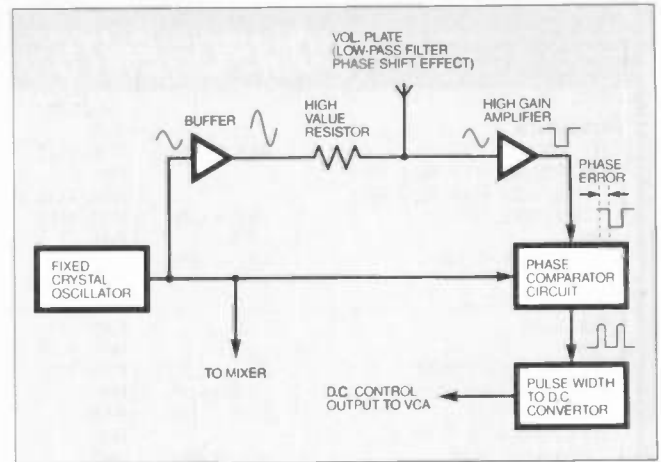 VOL. PLATE
(LOW-PASS FILTER
PHASE SHIFT EFFECT)
BUFFER
HIGH
VALUE
RESISTOR
HIGH GAIN
AMPLIFIER
PHASE
ERROR
FIXED
CRYSTAL
OSCILLATOR
PHASE
COMPARATOR
CIRCUIT
TO MIXER
D.C. CONTROL
OUTPUT TO VCA
PULSE WIDTH
TO D.C.
CONVERTOR